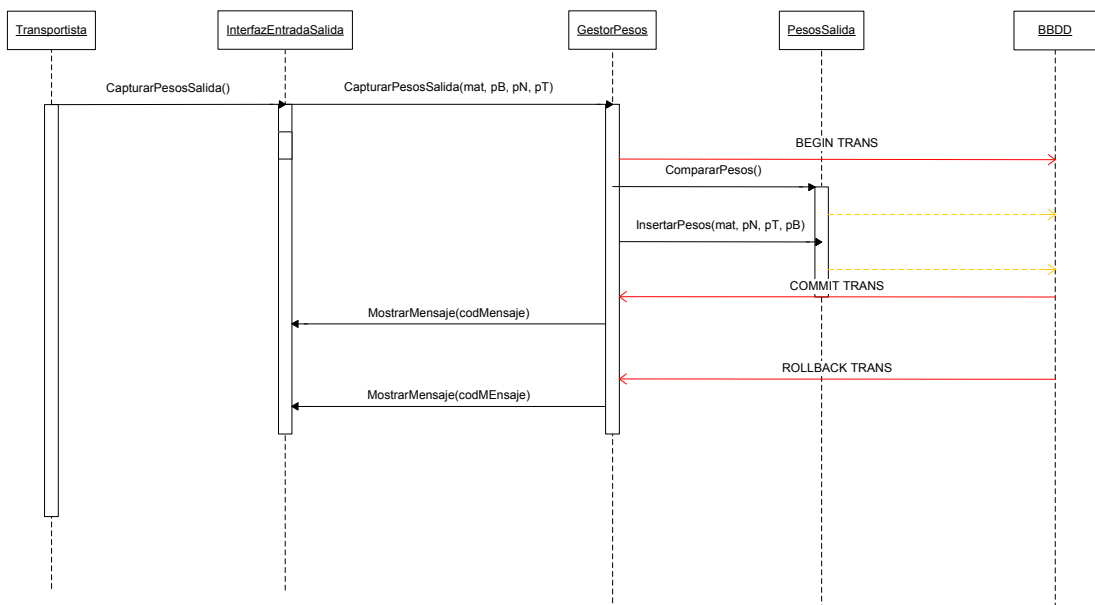 Transportista
InterfazEntradaSalida
GestorPesos
PesosSalida
BBDD
CapturarPesosSalida()
CapturarPesosSalida(mat, pB, pN, pT)
BEGIN TRANS
CompararPesos()
InsertarPesos(mat, pN, pT, pB)
COMMIT TRANS
MostrarMensaje(codMensaje)
ROLLBACK TRANS
MostrarMensaje(codMEnsaje)